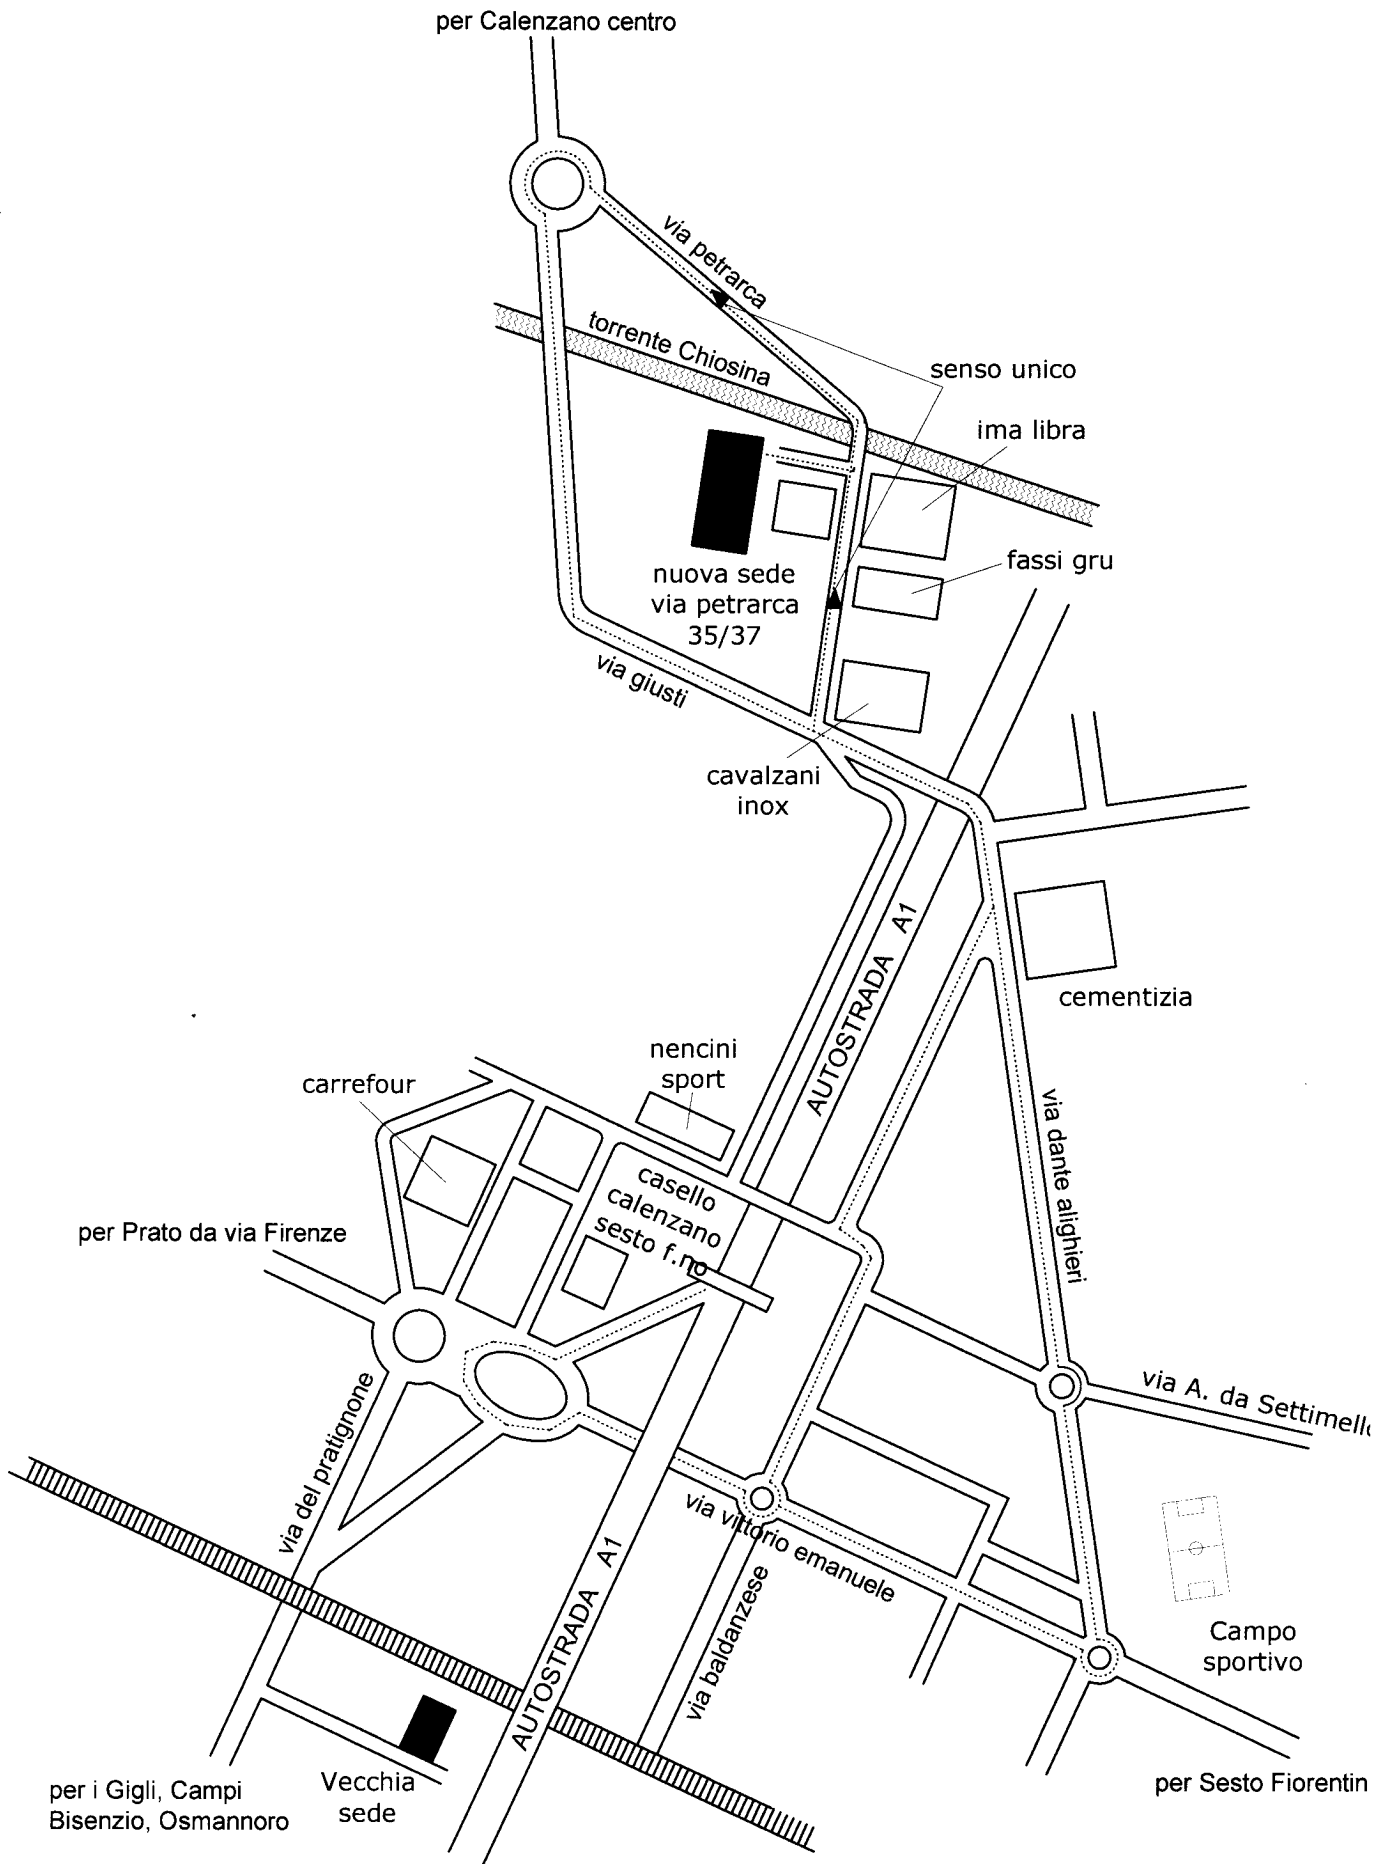 per Calenzano centro
via petrarca
torrente Chiosina
senso unico
ima libra
fassi gru
nuova sede
via petrarca
35/37
via giusti
cavalzani
inox
AUTOSTRADA A1
cementizia
nencini
sport
carrefour
via dante alighieri
casello
calenzano
sesto f.no
per Prato da via Firenze
via A. da Settimello
via del pratignone
via vittorio emanuele
AUTOSTRADA A1
via baldanzese
Campo
sportivo
per i Gigli, Campi
Bisenzio, Osmannoro
Vecchia
sede
per Sesto Fiorentin